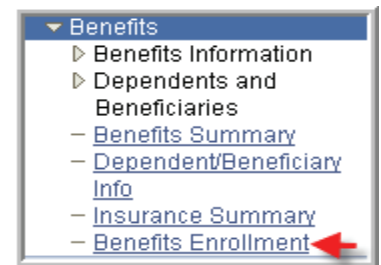 Benefits
Benefits Information
Dependents and
Beneficiaries
– Benefits Summary
– Dependent/Beneficiary
Info
– Insurance Summary
– Benefits Enrollment